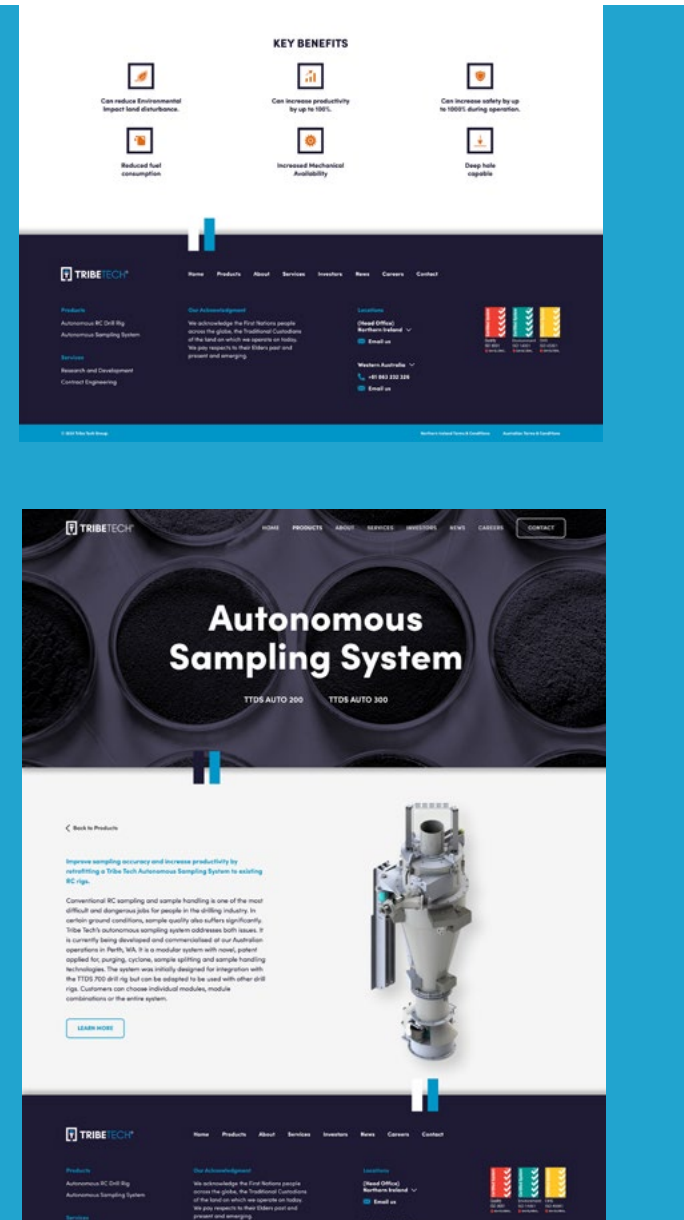 KEY BENEFITS
Can reduce Environmental
Impact land disturbance.
Can increase productivity
by up to 100%.
Can increase safety by up
to 1000% during operation.
Reduced fuel
consumption
Increased Mechanical
Availability
Deep hole
capable
TRIBETECH
Home Products About Services Investors News Careers Contact
Products
Autonomous RC Drill Rig
Autonomous Sampling System
Services
Research and Development
Contract Engineering
Our Acknowledgment
We acknowledge the First Nations people
across the globe, the Traditional Custodians
of the land on which we operate on today.
We pay respects to their Elders past and
present and emerging.
Locations
(Head Office)
Northern Ireland
Email us
Western Australia
Email us
Northern Ireland Terms & Conditions Australian Terms & Conditions
TRIBETECH
HOME PRODUCTS ABOUT SERVICES INVESTORS NEWS CAREERS CONTACT
Autonomous
Sampling System
TTDS AUTO 200 TTDS AUTO 300
Back to Products
Improve sampling accuracy and increase productivity by
retrofitting a Tribe Tech Autonomous Sampling System to existing
RC rigs.
Conventional RC sampling and sample handling is one of the most
difficult and dangerous jobs for people in the drilling industry. In
certain ground conditions, sample quality also suffers significantly.
Tribe Tech's autonomous sampling system addresses both issues. It
is currently being developed and commercialised at our Australian
operations in Perth, WA. It is a modular system with novel, patent
applied for, purging, cyclone, sample splitting and sample handling
technologies. The system was initially designed for integration with
the TTDS 700 drill rig but can be adapted to be used with other drill
rigs. Customers can choose individual modules, module
combinations or the entire system.
LEARN MORE
TRIBETECH
Home Products About Services Investors News Careers Contact
Products
Autonomous RC Drill Rig
Autonomous Sampling System
Services
Our Acknowledgment
We acknowledge the First Nations people
across the globe, the Traditional Custodians
of the land on which we operate on today.
We pay respects to their Elders past and
present and emerging.
Locations
(Head Office)
Northern Ireland
Email us